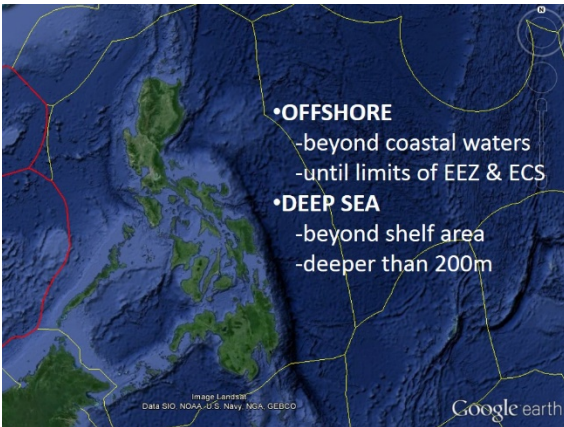 N
•OFFSHORE
-beyond coastal waters
-until limits of EEZ & ECS
•DEEP SEA
-beyond shelf area
-deeper than 200m
Image Landsat
Data SIO, NOAA, U.S. Navy, NGA, GEBCO
Google earth